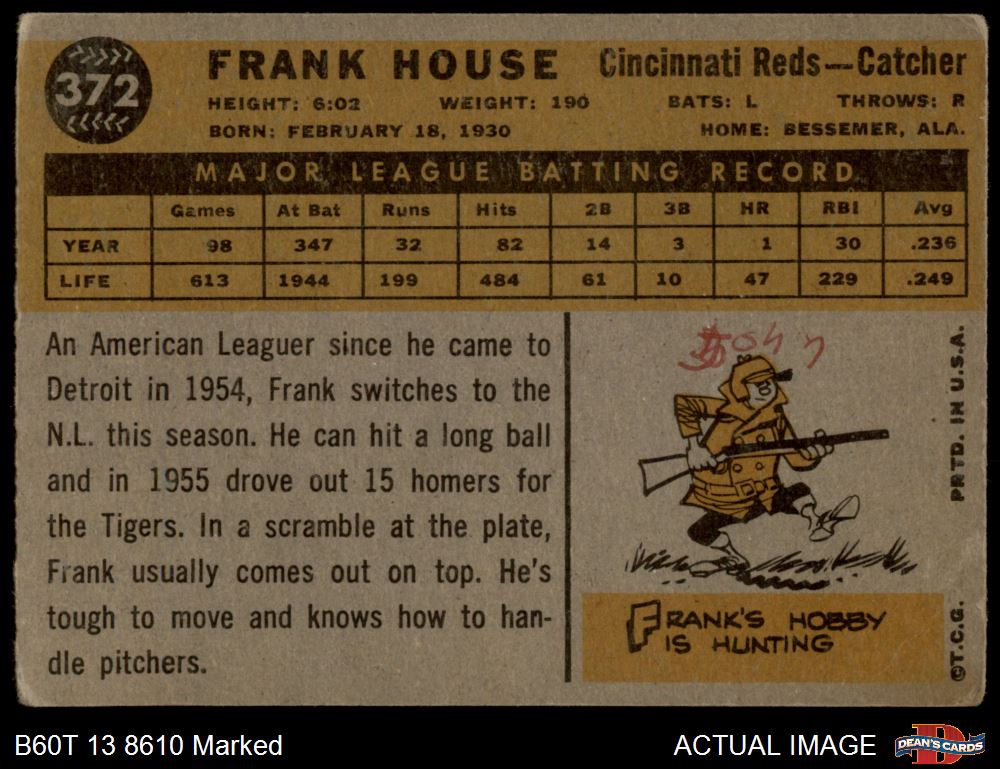 372
FRANK HOUSE Cincinnati Reds—Catcher
HEIGHT: 6:02 WEIGHT: 190 BATS: L THROWS: R
BORN: FEBRUARY 18, 1930 HOME: BESSEMER, ALA.
MAJOR LEAGUE BATTING RECORD
Games At Bat Runs Hits 2B 3B HR RBI Avg
YEAR 98 347 32 82 14 3 1 30 .236
LIFE 613 1944 199 484 61 10 47 229 .249
An American Leaguer since he came to
Detroit in 1954, Frank switches to the
N.L. this season. He can hit a long ball
and in 1955 drove out 15 homers for
the Tigers. In a scramble at the plate,
Frank usually comes out on top. He's
tough to move and knows how to han-
dle pitchers.
FRANK'S HOBBY
IS HUNTING
©T.C.G. PRTD. IN U.S.A.
B60T 13 8610 Marked ACTUAL IMAGE DEAN'S CARDS